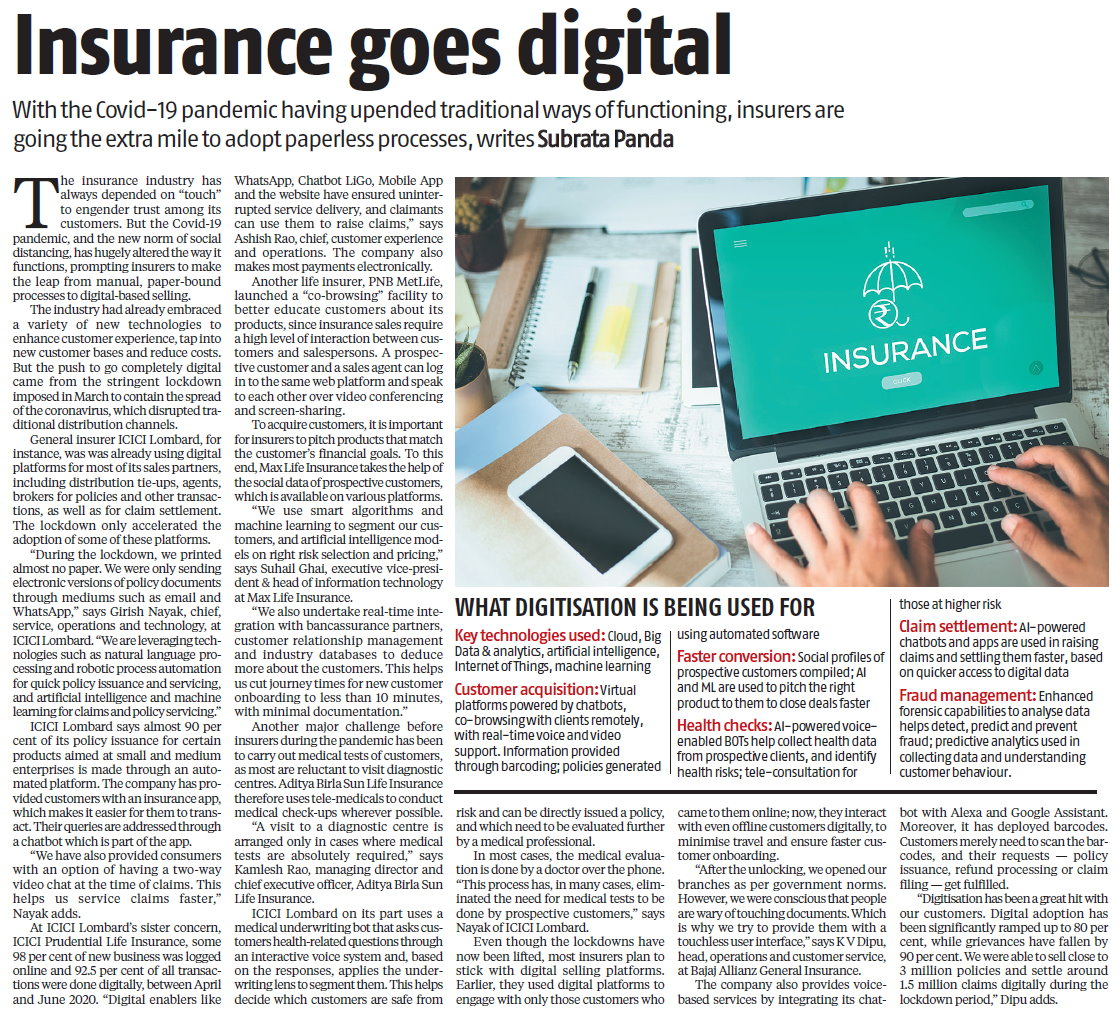 Insurance goes digital
With the Covid-19 pandemic having upended traditional ways of functioning, insurers are
going the extra mile to adopt paperless processes, writes Subrata Panda
The insurance industry has
always depended on “touch”
to engender trust among its
customers. But the Covid-19
pandemic, and the new norm of social
distancing, has hugely altered the way it
functions, prompting insurers to make
the leap from manual, paper-bound
processes to digital-based selling.
The industry had already embraced
a variety of new technologies to
enhance customer experience, tap into
new customer bases and reduce costs.
But the push to go completely digital
came from the stringent lockdown
imposed in March to contain the spread
of the coronavirus, which disrupted tra-
ditional distribution channels.
General insurer ICICI Lombard, for
instance, was was already using digital
platforms for most of its sales partners,
including distribution tie-ups, agents,
brokers for policies and other transac-
tions, as well as for claim settlement.
The lockdown only accelerated the
adoption of some of these platforms.
“During the lockdown, we printed
almost no paper. We were only sending
electronic versions of policy documents
through mediums such as email and
WhatsApp,” says Girish Nayak, chief,
service, operations and technology, at
ICICI Lombard. “We are leveraging tech-
nologies such as natural language pro-
cessing and robotic process automation
for quick policy issuance and servicing,
and artificial intelligence and machine
learning for claims and policy servicing.”
ICICI Lombard says almost 90 per
cent of its policy issuance for certain
products aimed at small and medium
enterprises is made through an auto-
mated platform. The company has pro-
vided customers with an insurance app,
which makes it easier for them to trans-
act. Their queries are addressed through
a chatbot which is part of the app.
“We have also provided consumers
with an option of having a two-way
video chat at the time of claims. This
helps us service claims faster,”
Nayak adds.
At ICICI Lombard’s sister concern,
ICICI Prudential Life Insurance, some
98 per cent of new business was logged
online and 92.5 per cent of all transac-
tions were done digitally, between April
and June 2020. “Digital enablers like
WhatsApp, Chatbot LiGo, Mobile App
and the website have ensured uninter-
rupted service delivery, and claimants
can use them to raise claims,” says
Ashish Rao, chief, customer experience
and operations. The company also
makes most payments electronically.
Another life insurer, PNB MetLife,
launched a “co-browsing” facility to
better educate customers about its
products, since insurance sales require
a high level of interaction between cus-
tomers and salespersons. A prospec-
tive customer and a sales agent can log
in to the same web platform and speak
to each other over video conferencing
and screen-sharing.
To acquire customers, it is important
for insurers to pitch products that match
the customer’s financial goals. To this
end, Max Life Insurance takes the help of
the social data of prospective customers,
which is available on various platforms.
“We use smart algorithms and
machine learning to segment our cus-
tomers, and artificial intelligence mod-
els on right risk selection and pricing,”
says Suhail Ghai, executive vice-presi-
dent & head of information technology
at Max Life Insurance.
“We also undertake real-time inte-
gration with bancassurance partners,
customer relationship management
and industry databases to deduce
more about the customers. This helps
us cut journey times for new customer
onboarding to less than 10 minutes,
with minimal documentation.”
Another major challenge before
insurers during the pandemic has been
to carry out medical tests of customers,
as most are reluctant to visit diagnostic
centres. Aditya Birla Sun Life Insurance
therefore uses tele-medicals to conduct
medical check-ups wherever possible.
“A visit to a diagnostic centre is
arranged only in cases where medical
tests are absolutely required,” says
Kamlesh Rao, managing director and
chief executive officer, Aditya Birla Sun
Life Insurance.
ICICI Lombard on its part uses a
medical underwriting bot that asks cus-
tomers health-related questions through
an interactive voice system and, based
on the responses, applies the under-
writing lens to segment them. This helps
decide which customers are safe from
INSURANCE
CLICK
WHAT DIGITISATION IS BEING USED FOR
Key technologies used: Cloud, Big
Data & analytics, artificial intelligence,
Internet of Things, machine learning
Customer acquisition: Virtual
platforms powered by chatbots,
co-browsing with clients remotely,
with real-time voice and video
support. Information provided
through barcoding; policies generated
using automated software
Faster conversion: Social profiles of
prospective customers compiled; AI
and ML are used to pitch the right
product to them to close deals faster
Health checks: AI-powered voice-
enabled BOTs help collect health data
from prospective clients, and identify
health risks; tele-consultation for
those at higher risk
Claim settlement: AI-powered
chatbots and apps are used in raising
claims and settling them faster, based
on quicker access to digital data
Fraud management: Enhanced
forensic capabilities to analyse data
helps detect, predict and prevent
fraud; predictive analytics used in
collecting data and understanding
customer behaviour.
risk and can be directly issued a policy,
and which need to be evaluated further
by a medical professional.
In most cases, the medical evalua-
tion is done by a doctor over the phone.
“This process has, in many cases, elim-
inated the need for medical tests to be
done by prospective customers,” says
Nayak of ICICI Lombard.
Even though the lockdowns have
now been lifted, most insurers plan to
stick with digital selling platforms.
Earlier, they used digital platforms to
engage with only those customers who
came to them online; now, they interact
with even offline customers digitally, to
minimise travel and ensure faster cus-
tomer onboarding.
“After the unlocking, we opened our
branches as per government norms.
However, we were conscious that people
are wary of touching documents. Which
is why we try to provide them with a
touchless user interface,” says K V Dipu,
head, operations and customer service,
at Bajaj Allianz General Insurance.
The company also provides voice-
based services by integrating its chat-
bot with Alexa and Google Assistant.
Moreover, it has deployed barcodes.
Customers merely need to scan the bar-
codes, and their requests — policy
issuance, refund processing or claim
filing — get fulfilled.
“Digitisation has been a great hit with
our customers. Digital adoption has
been significantly ramped up to 80 per
cent, while grievances have fallen by
90 per cent. We were able to sell close to
3 million policies and settle around
1.5 million claims digitally during the
lockdown period,” Dipu adds.